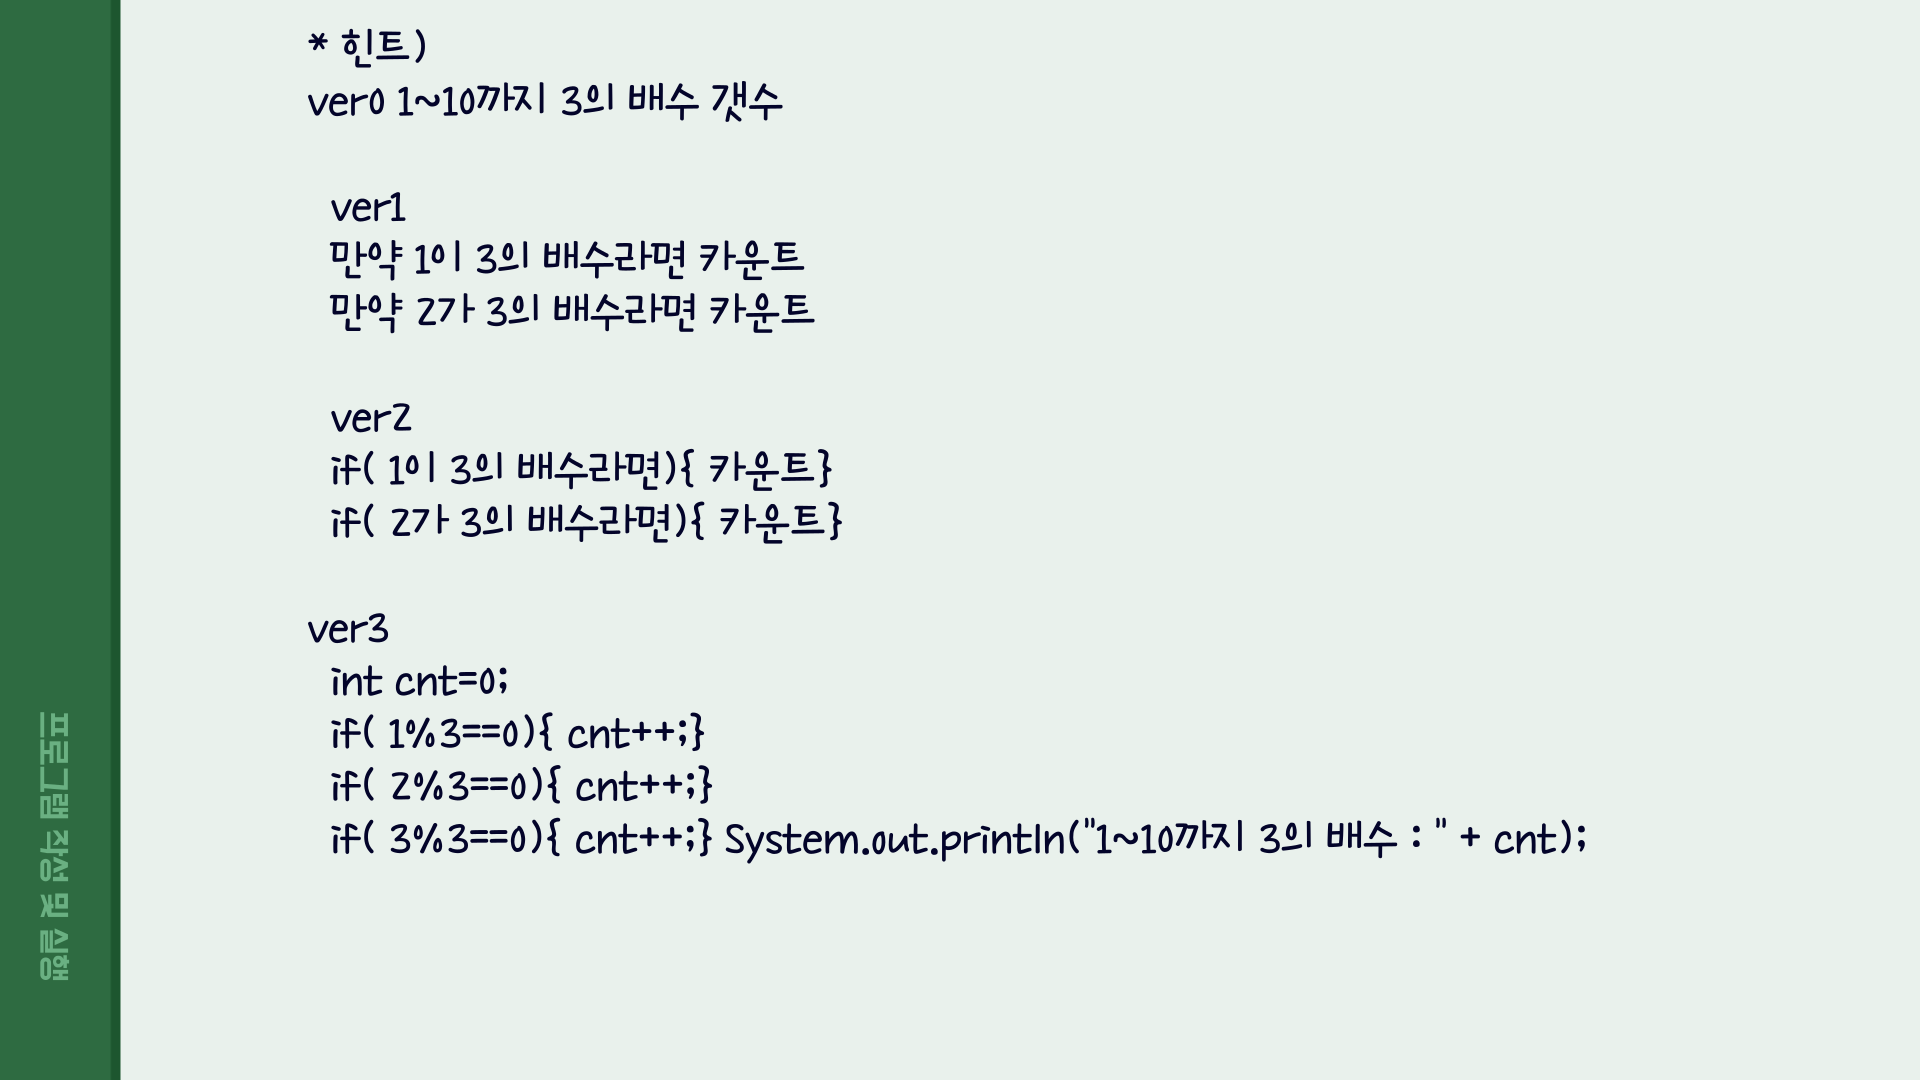 * 힌트)
ver0 1~10까지 3의 배수 갯수
ver1
만약 1이 3의 배수라면 카운트
만약 2가 3의 배수라면 카운트
ver2
if( 1이 3의 배수라면){ 카운트}
if( 2가 3의 배수라면){ 카운트}
ver3
int cnt=0;
if( 1%3==0){ cnt++;}
if( 2%3==0){ cnt++;}
if( 3%3==0){ cnt++;} System.out.println("1~10까지 3의 배수 : " + cnt);
프로그램 작성 및 실행